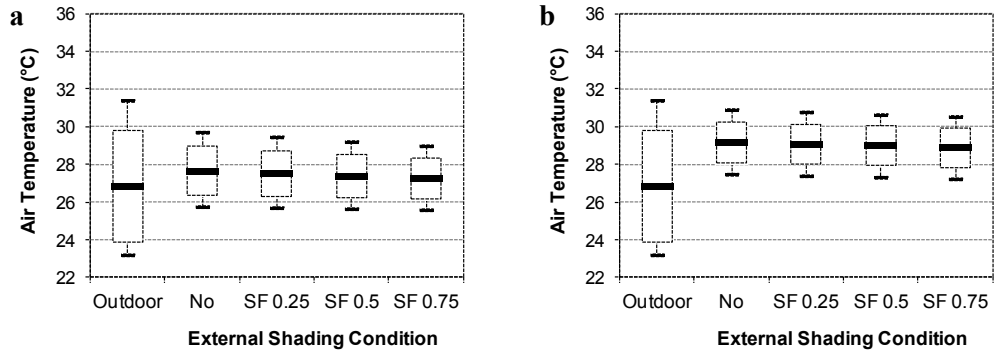 a
Air Temperature (°C)
36
34
32
30
28
26
24
22
Outdoor No SF 0.25 SF 0.5 SF 0.75
External Shading Condition
b
Air Temperature (°C)
36
34
32
30
28
26
24
22
Outdoor No SF 0.25 SF 0.5 SF 0.75
External Shading Condition